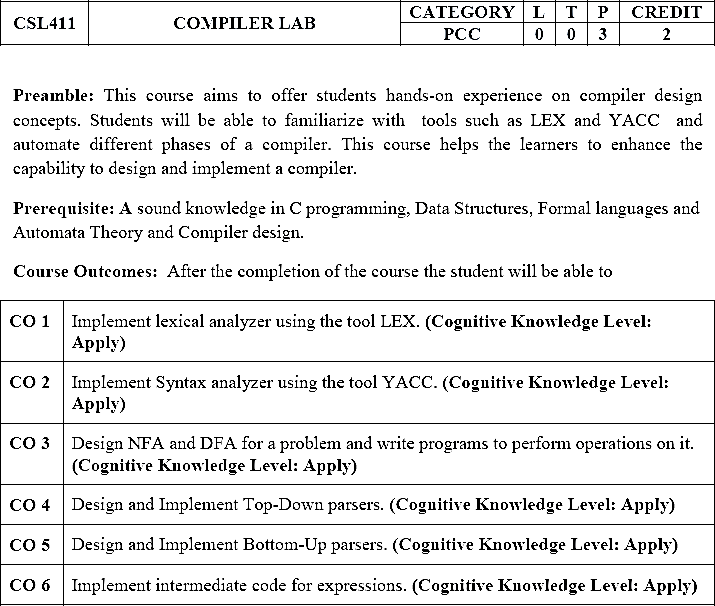 CSL411 COMPILER LAB CATEGORY L T P CREDIT
PCC 0 0 3 2
Preamble: This course aims to offer students hands-on experience on compiler design
concepts. Students will be able to familiarize with tools such as LEX and YACC and
automate different phases of a compiler. This course helps the learners to enhance the
capability to design and implement a compiler.
Prerequisite: A sound knowledge in C programming, Data Structures, Formal languages and
Automata Theory and Compiler design.
Course Outcomes: After the completion of the course the student will be able to
CO 1 Implement lexical analyzer using the tool LEX. (Cognitive Knowledge Level:
Apply)
CO 2 Implement Syntax analyzer using the tool YACC. (Cognitive Knowledge Level:
Apply)
CO 3 Design NFA and DFA for a problem and write programs to perform operations on it.
(Cognitive Knowledge Level: Apply)
CO 4 Design and Implement Top-Down parsers. (Cognitive Knowledge Level: Apply)
CO 5 Design and Implement Bottom-Up parsers. (Cognitive Knowledge Level: Apply)
CO 6 Implement intermediate code for expressions. (Cognitive Knowledge Level: Apply)